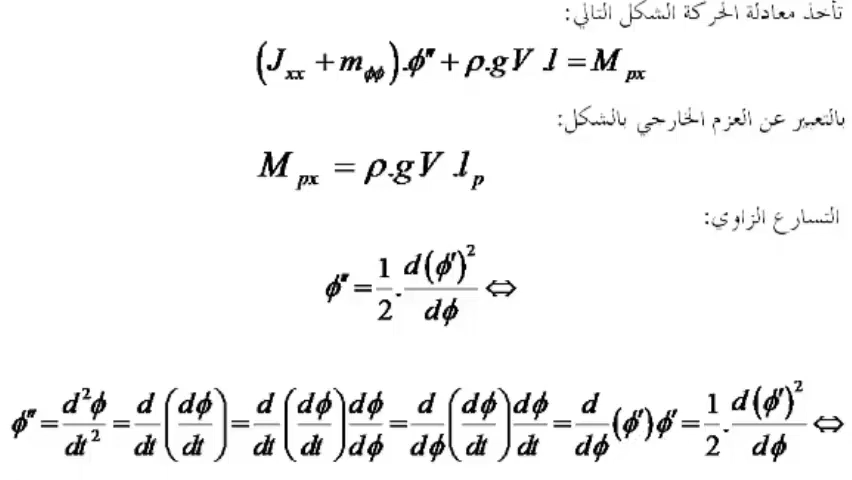 تأخذ معادلة الحركة الشكل التالي:
(J_xx + m_ϕϕ).ϕ″ + ρ.gV.l = M_px
بالتعبير عن العزم الخارجي بالشكل:
M_px = ρ.gV.l_p
التسارع الزاوي:
ϕ″ = 1/2 . d(ϕ′)²/dϕ ⇔
ϕ″ = d²ϕ/dt² = d/dt (dϕ/dt) = d/dt (dϕ/dt) dϕ/dϕ = d/dϕ (dϕ/dt) dϕ/dt = d/dϕ (ϕ′)ϕ′ = 1/2 . d(ϕ′)²/dϕ ⇔